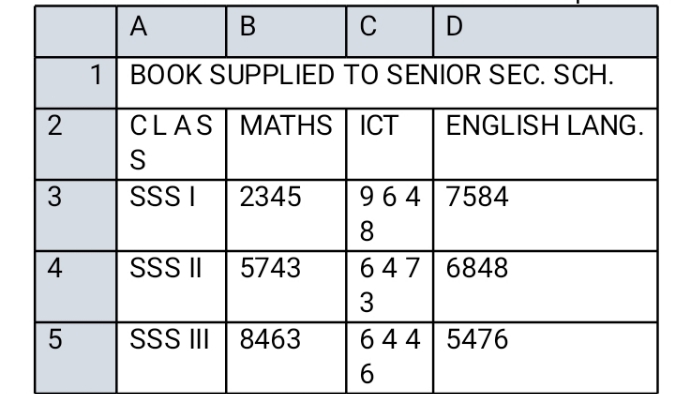 A B C D
1 BOOK SUPPLIED TO SENIOR SEC. SCH.
2 C L A S MATHS ICT ENGLISH LANG.
S
3 SSS I 2345 9 6 4 7584
8
4 SSS II 5743 6 4 7 6848
3
5 SSS III 8463 6 4 4 5476
6